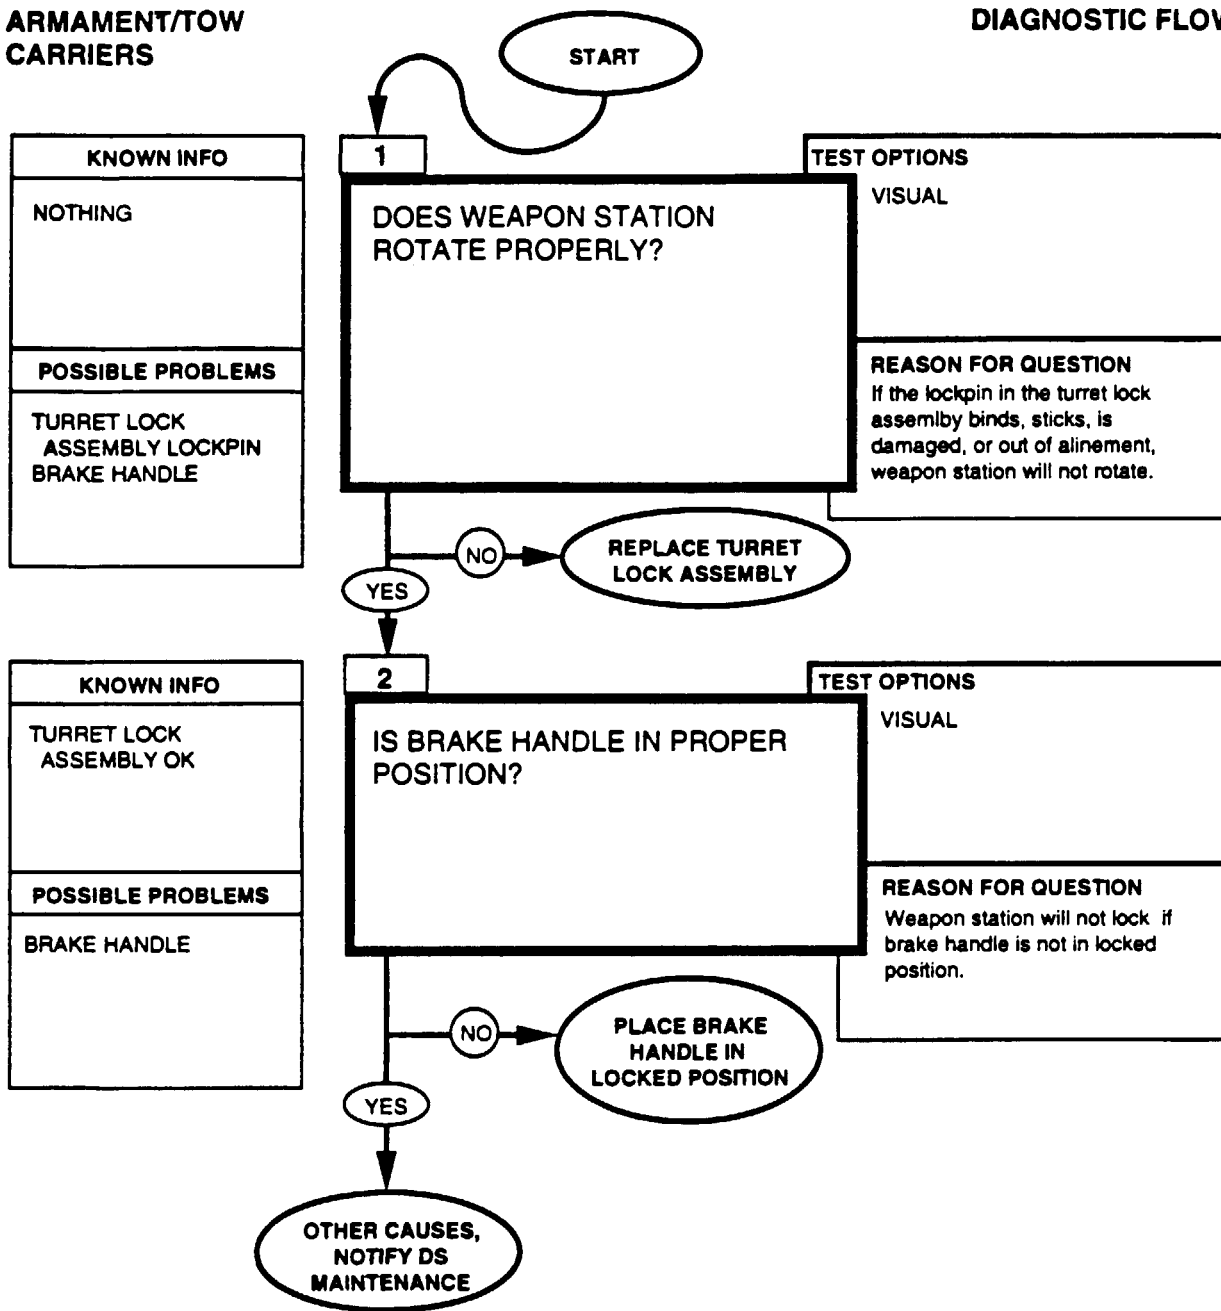 ARMAMENT/TOW
CARRIERS
DIAGNOSTIC FLOW
START
KNOWN INFO
NOTHING
POSSIBLE PROBLEMS
TURRET LOCK
ASSEMBLY LOCKPIN
BRAKE HANDLE
1
DOES WEAPON STATION
ROTATE PROPERLY?
TEST OPTIONS
VISUAL
REASON FOR QUESTION
If the lockpin in the turret lock
assemlby binds, sticks, is
damaged, or out of alinement,
weapon station will not rotate.
NO
REPLACE TURRET
LOCK ASSEMBLY
YES
KNOWN INFO
TURRET LOCK
ASSEMBLY OK
POSSIBLE PROBLEMS
BRAKE HANDLE
2
IS BRAKE HANDLE IN PROPER
POSITION?
TEST OPTIONS
VISUAL
REASON FOR QUESTION
Weapon station will not lock if
brake handle is not in locked
position.
NO
PLACE BRAKE
HANDLE IN
LOCKED POSITION
YES
OTHER CAUSES,
NOTIFY DS
MAINTENANCE